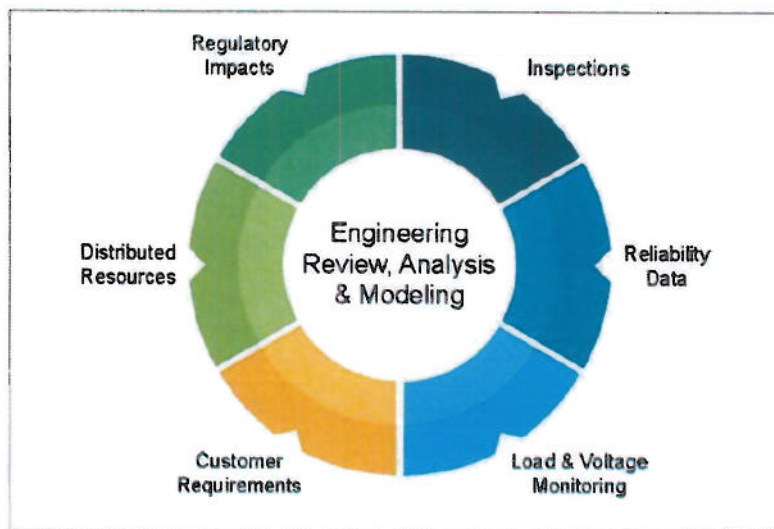 Regulatory
Impacts
Inspections
Distributed
Resources
Engineering
Review, Analysis
& Modeling
Reliability
Data
Customer
Requirements
Load & Voltage
Monitoring